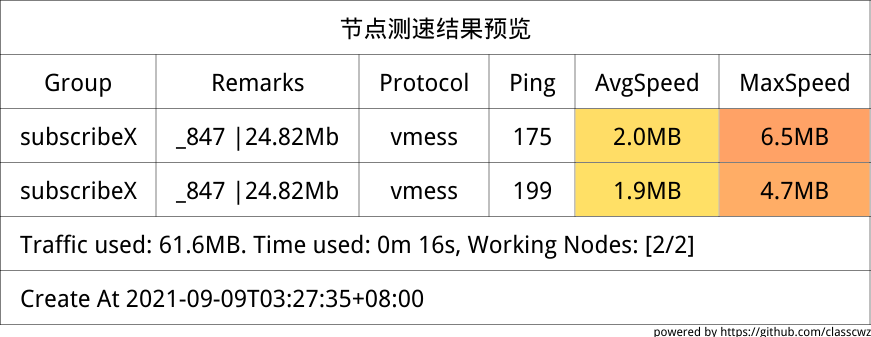 节点测速结果预览
Group Remarks Protocol Ping AvgSpeed MaxSpeed
subscribeX _847 |24.82Mb vmess 175 2.0MB 6.5MB
subscribeX _847 |24.82Mb vmess 199 1.9MB 4.7MB
Traffic used: 61.6MB. Time used: 0m 16s, Working Nodes: [2/2]
Create At 2021-09-09T03:27:35+08:00
powered by https://github.com/classcwz